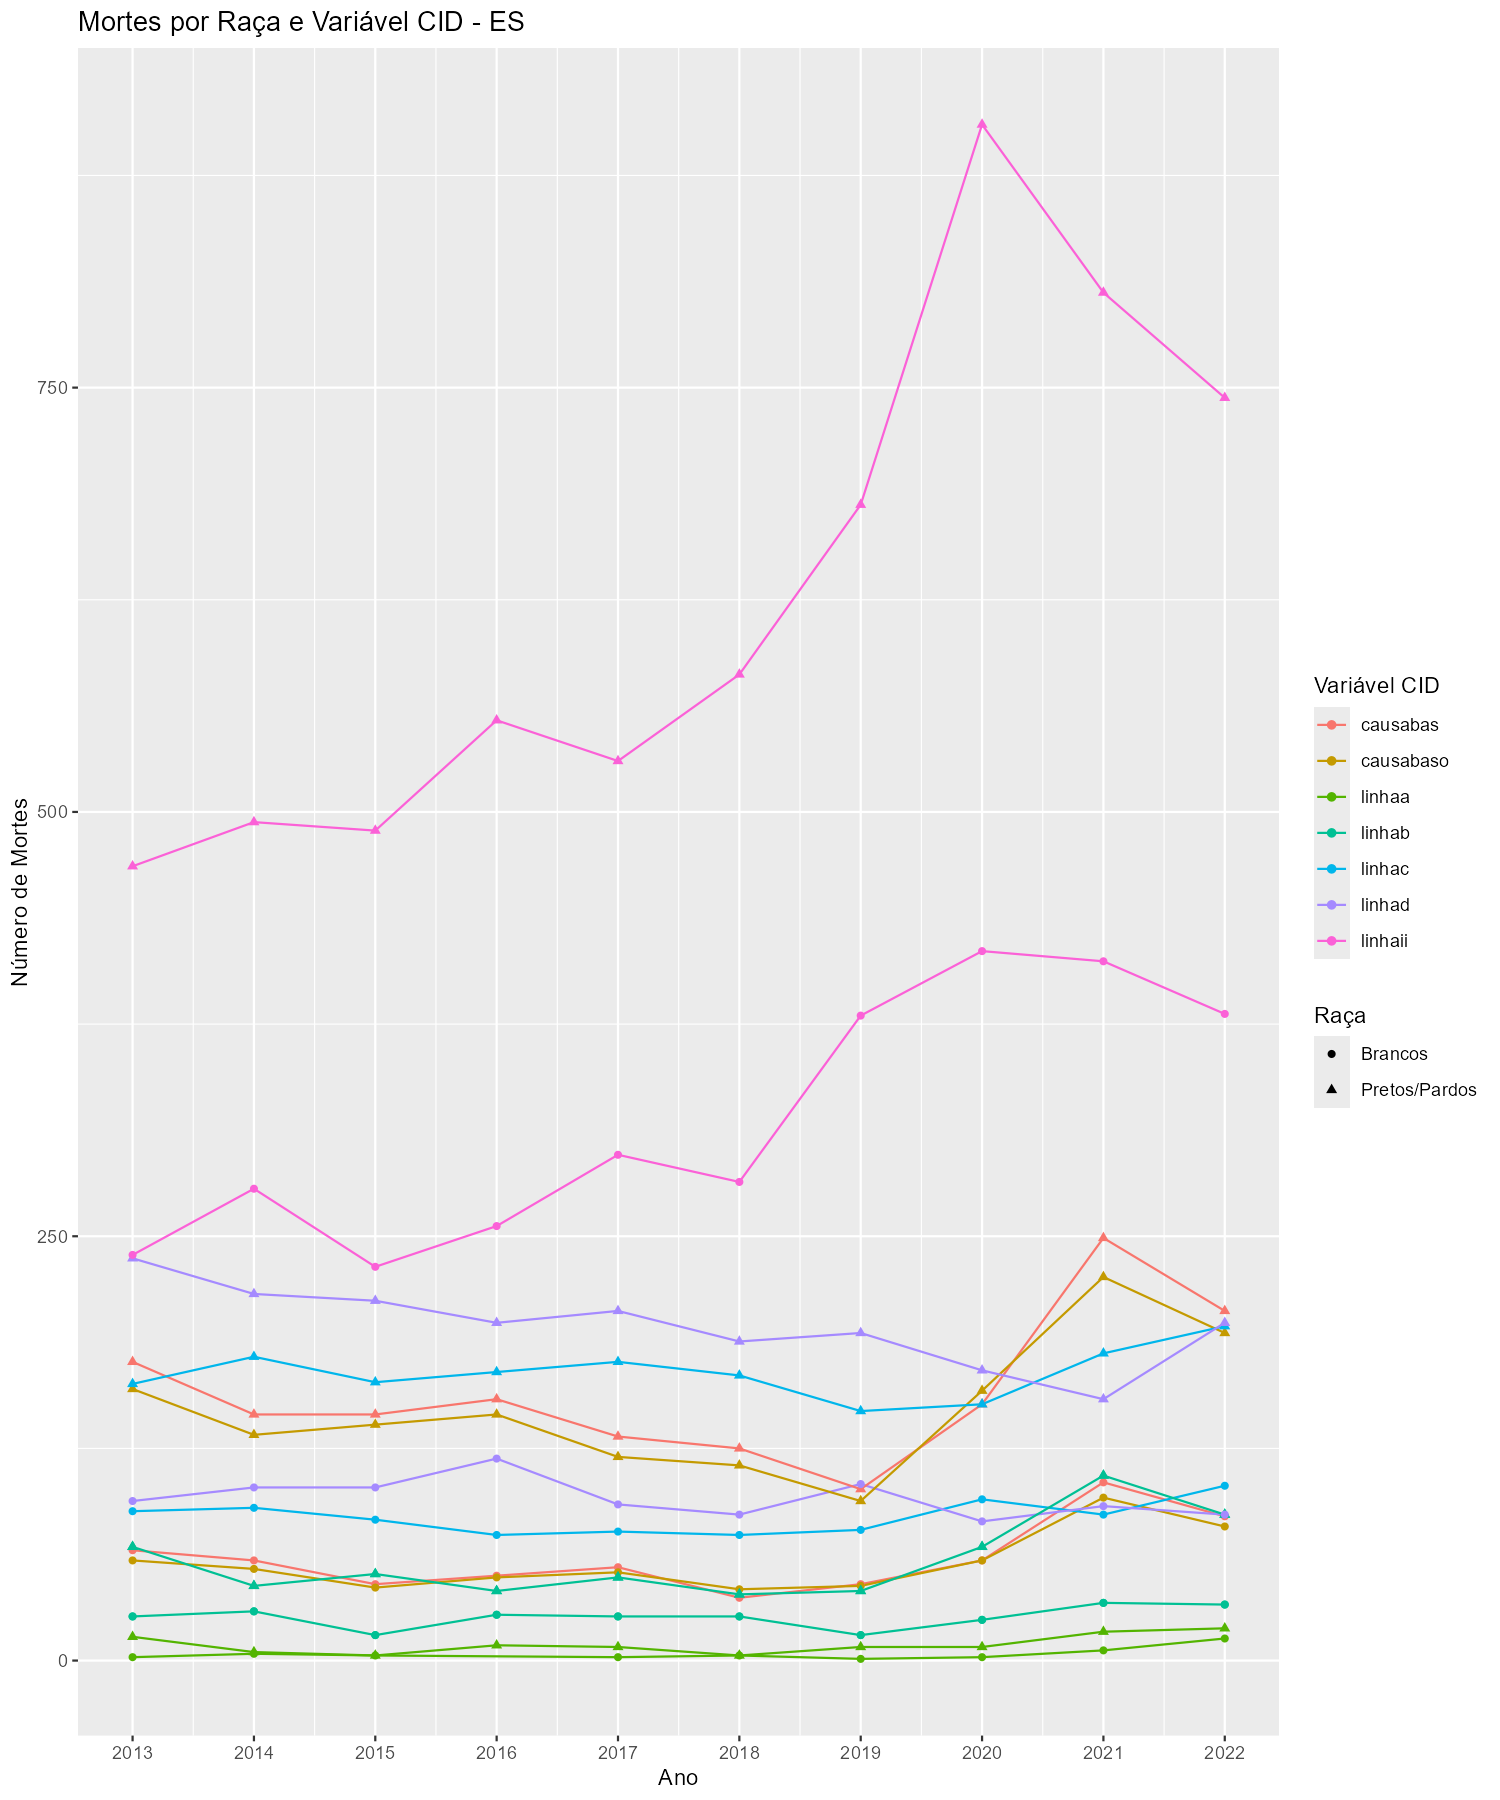 Mortes por Raça e Variável CID - ES
Número de Mortes
750
500
250
0
2013 2014 2015 2016 2017 2018 2019 2020 2021 2022
Ano
Variável CID
causabas
causabaso
linhaa
linhab
linhac
linhad
linhaii
Raça
Brancos
Pretos/Pardos